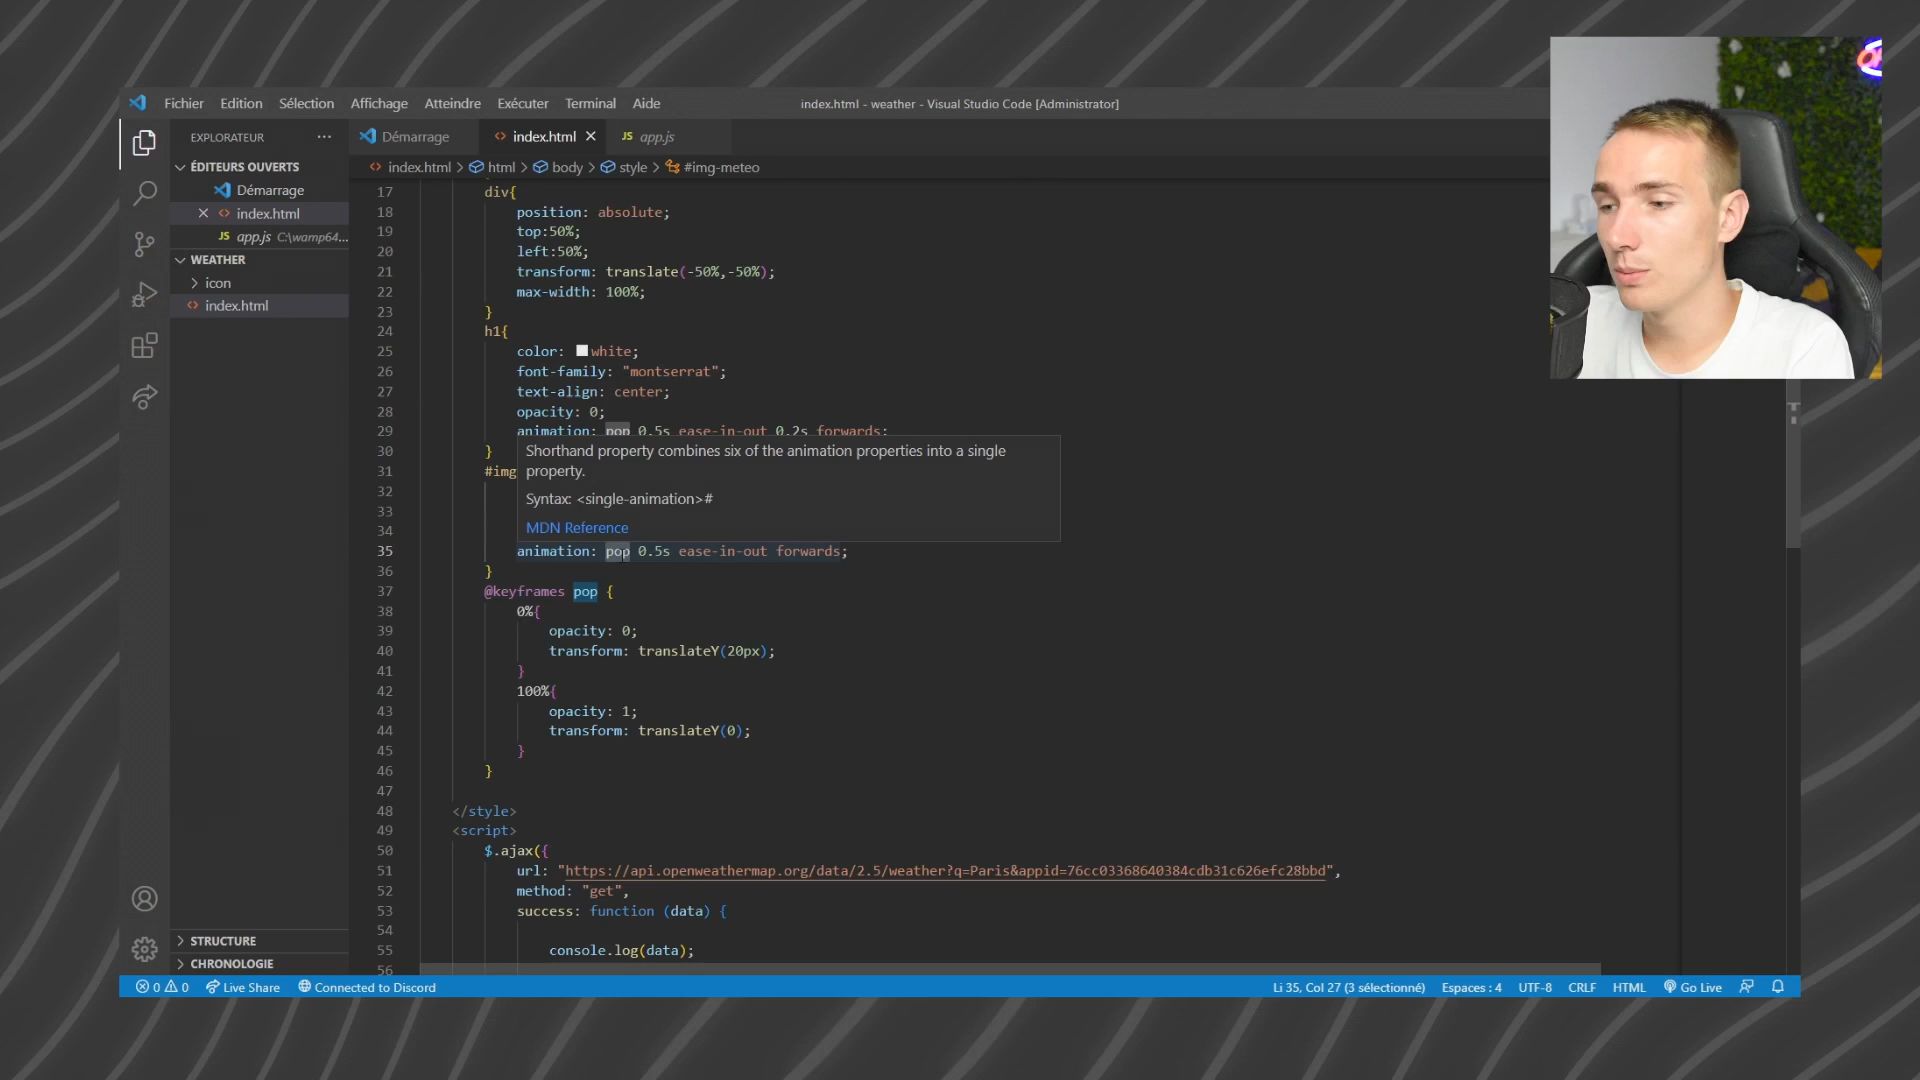 Fichier Edition Sélection Affichage Atteindre Exécuter Terminal Aide
index.html - weather - Visual Studio Code [Administrator]
EXPLORATEUR ···
Démarrage
index.html
JS app.js
index.html > html > body > style > #img-meteo
ÉDITEURS OUVERTS
Démarrage
index.html
JS app.js C:\wamp64...
WEATHER
icon
index.html
STRUCTURE
CHRONOLOGIE
17 div{
18 position: absolute;
19 top:50%;
20 left:50%;
21 transform: translate(-50%,-50%);
22 max-width: 100%;
23 }
24 h1{
25 color: white;
26 font-family: "montserrat";
27 text-align: center;
28 opacity: 0;
29 animation: pop 0.5s ease-in-out 0.2s forwards;
30 }
31 #img
32
33
34
Shorthand property combines six of the animation properties into a single
property.
Syntax: <single-animation>#
MDN Reference
35 animation: pop 0.5s ease-in-out forwards;
36 }
37 @keyframes pop {
38 0%{
39 opacity: 0;
40 transform: translateY(20px);
41 }
42 100%{
43 opacity: 1;
44 transform: translateY(0);
45 }
46 }
47
48 </style>
49 <script>
50 $.ajax({
51 url: "https://api.openweathermap.org/data/2.5/weather?q=Paris&appid=76cc03368640384cdb31c626efc28bbd",
52 method: "get",
53 success: function (data) {
54
55 console.log(data);
56
0 0 Live Share Connected to Discord
Li 35, Col 27 (3 sélectionné) Espaces : 4 UTF-8 CRLF HTML Go Live